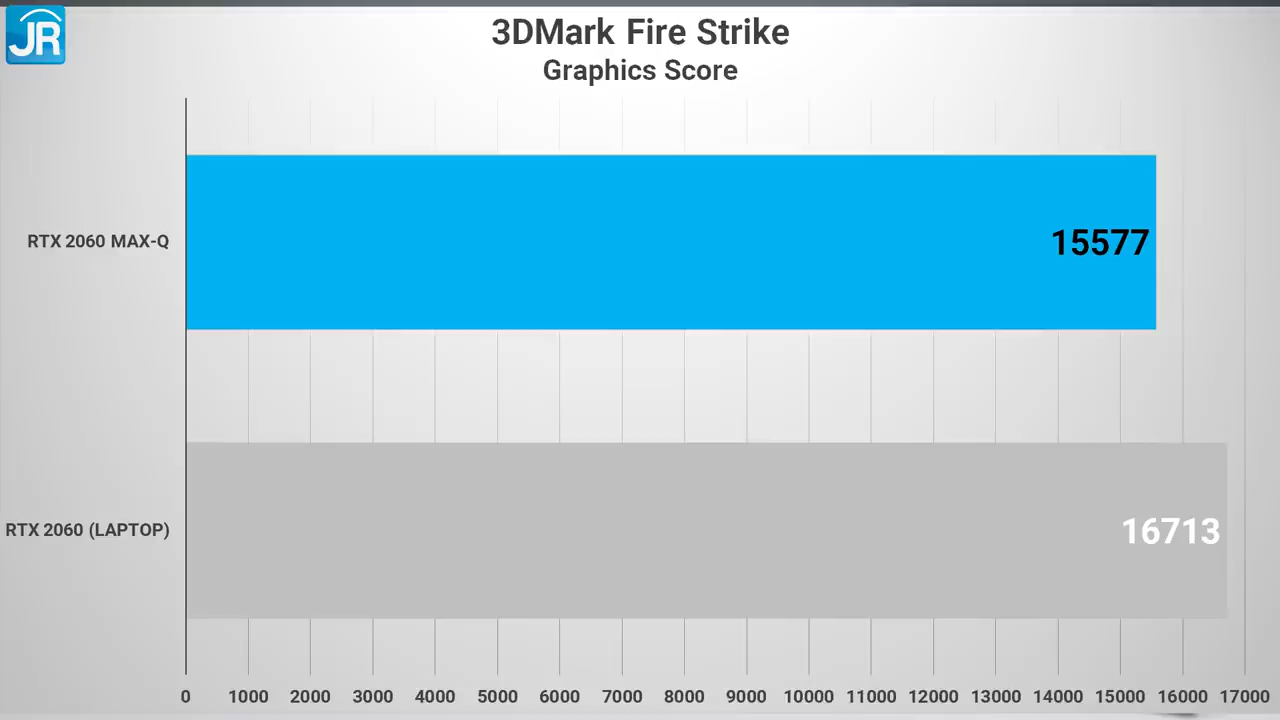 JR
3DMark Fire Strike
Graphics Score
RTX 2060 MAX-Q
15577
RTX 2060 (LAPTOP)
16713
0 1000 2000 3000 4000 5000 6000 7000 8000 9000 10000 11000 12000 13000 14000 15000 16000 17000